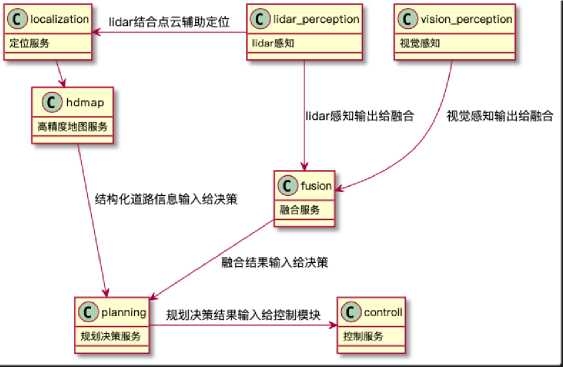 C localization
定位服务
lidar结合点云辅助定位
C lidar_perception
lidar感知
C vision_perception
视觉感知
C hdmap
高精度地图服务
lidar感知输出给融合
视觉感知输出给融合
C fusion
融合服务
结构化道路信息输入给决策
融合结果输入给决策
C planning
规划决策服务
规划决策结果输入给控制模块
C controll
控制服务